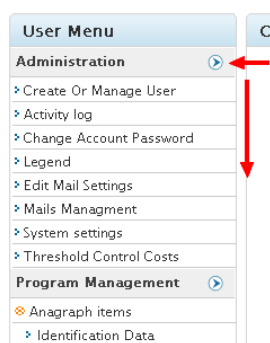 User Menu
Administration
Create Or Manage User
Activity log
Change Account Password
Legend
Edit Mail Settings
Mails Managment
System settings
Threshold Control Costs
Program Management
Anagraph items
Identification Data